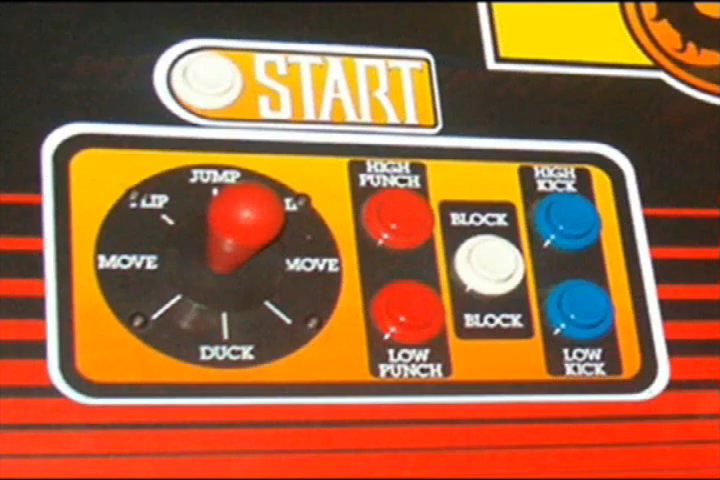 START
JUMP
MOVE
MOVE
DUCK
HIGH
PUNCH
LOW
PUNCH
BLOCK
BLOCK
HIGH
KICK
LOW
KICK